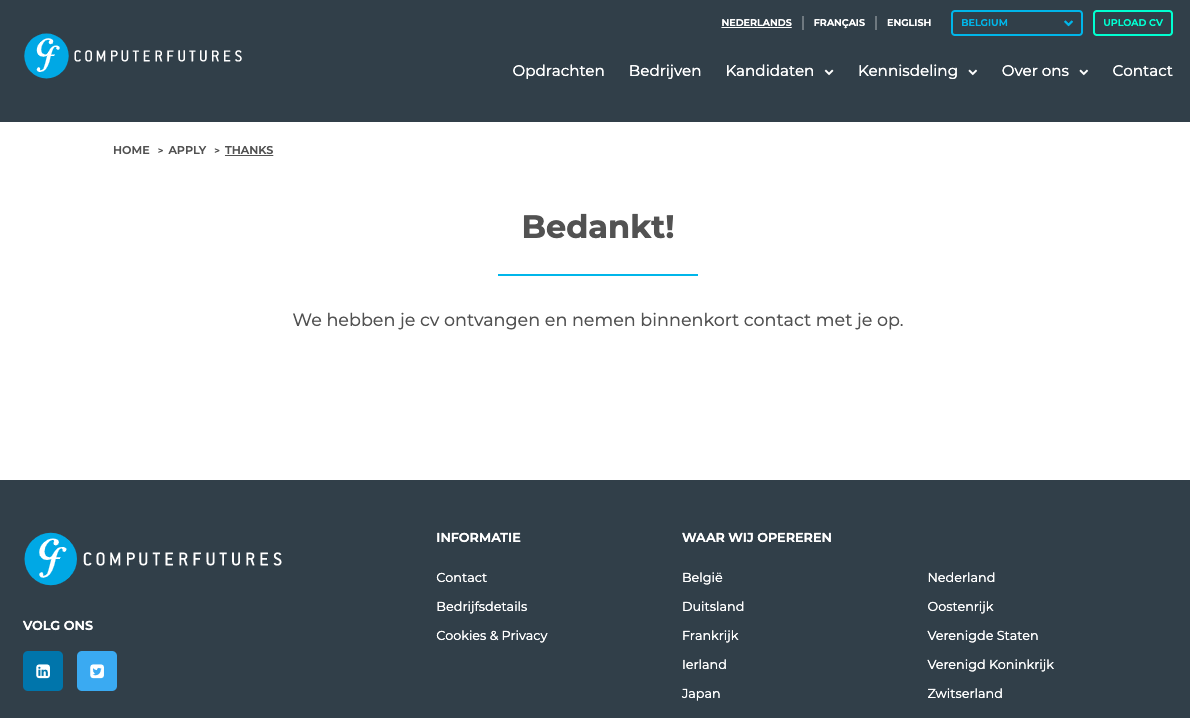 NEDERLANDS FRANÇAIS ENGLISH BELGIUM UPLOAD CV
COMPUTERFUTURES
Opdrachten Bedrijven Kandidaten Kennisdeling Over ons Contact
HOME > APPLY > THANKS
Bedankt!
We hebben je cv ontvangen en nemen binnenkort contact met je op.
COMPUTERFUTURES
VOLG ONS
INFORMATIE
Contact
Bedrijfsdetails
Cookies & Privacy
WAAR WIJ OPEREREN
België
Duitsland
Frankrijk
Ierland
Japan
Nederland
Oostenrijk
Verenigde Staten
Verenigd Koninkrijk
Zwitserland